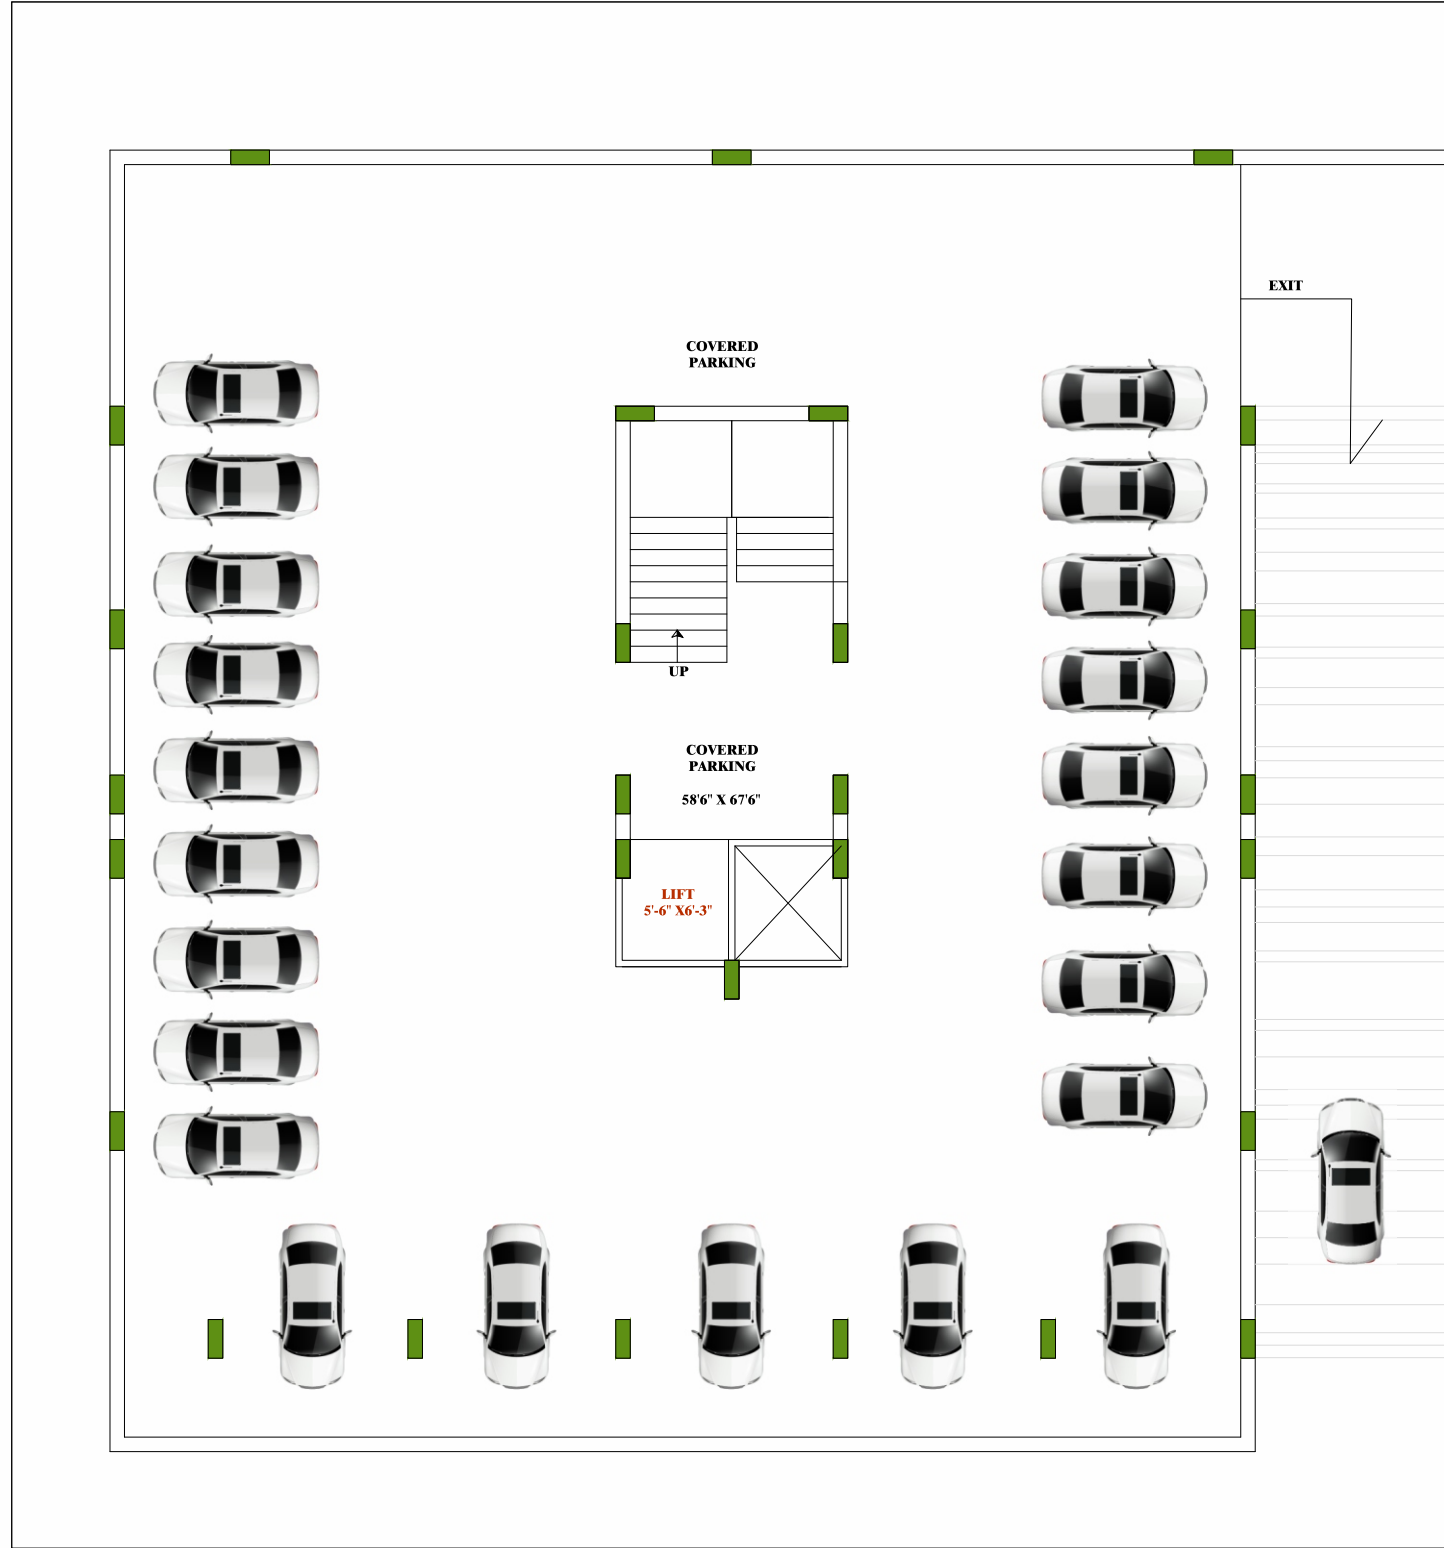 EXIT
COVERED
PARKING
UP
COVERED
PARKING
58'6" X 67'6"
LIFT
5'-6" X6'-3"